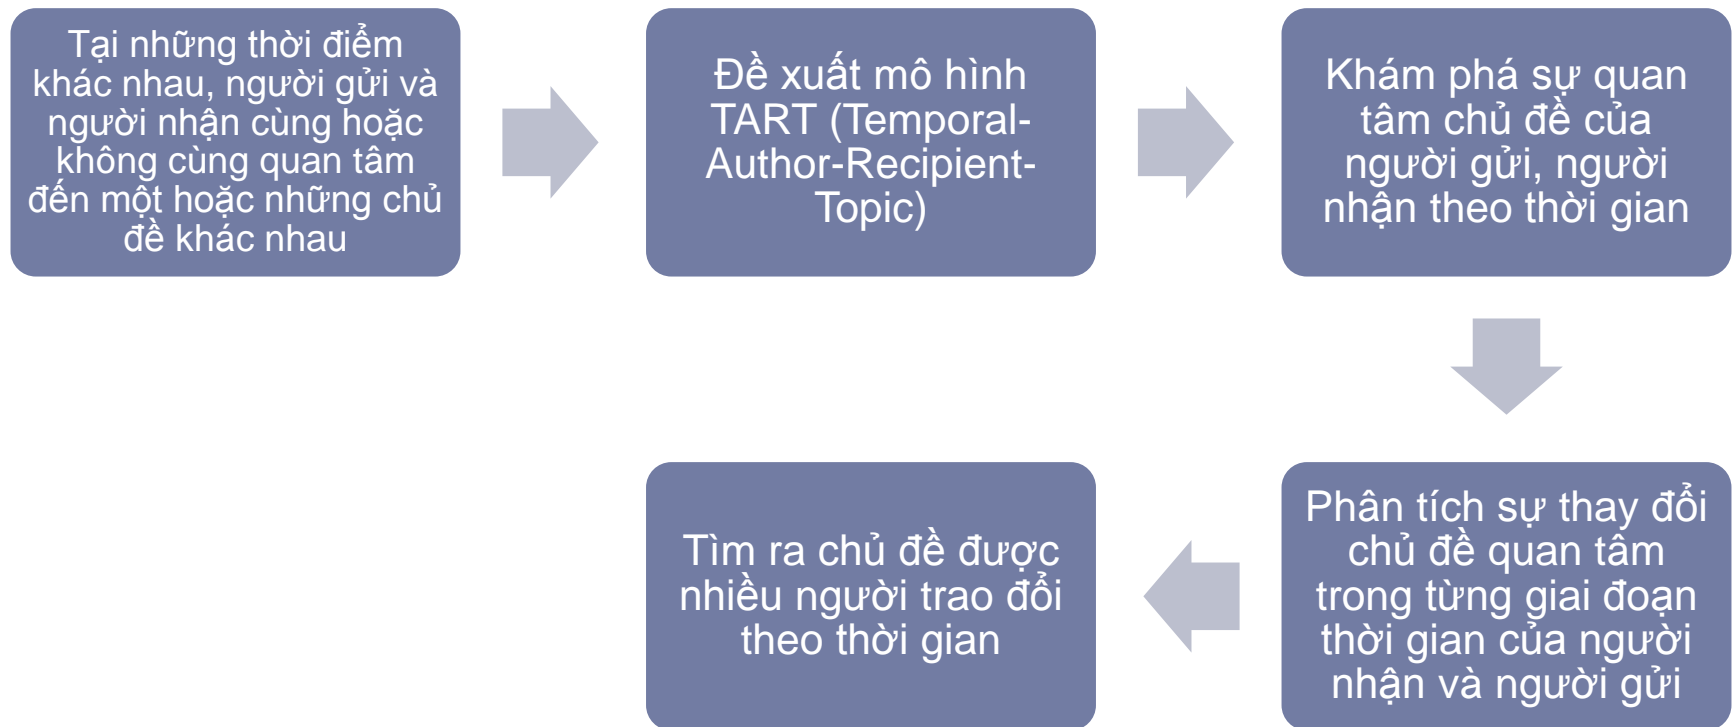 Tại những thời điểm
khác nhau, người gửi và
người nhận cùng hoặc
không cùng quan tâm
đến một hoặc những chủ
đề khác nhau
Đề xuất mô hình
TART (Temporal-
Author-Recipient-
Topic)
Khám phá sự quan
tâm chủ đề của
người gửi, người
nhận theo thời gian
Phân tích sự thay đổi
chủ đề quan tâm
trong từng giai đoạn
thời gian của người
nhận và người gửi
Tìm ra chủ đề được
nhiều người trao đổi
theo thời gian